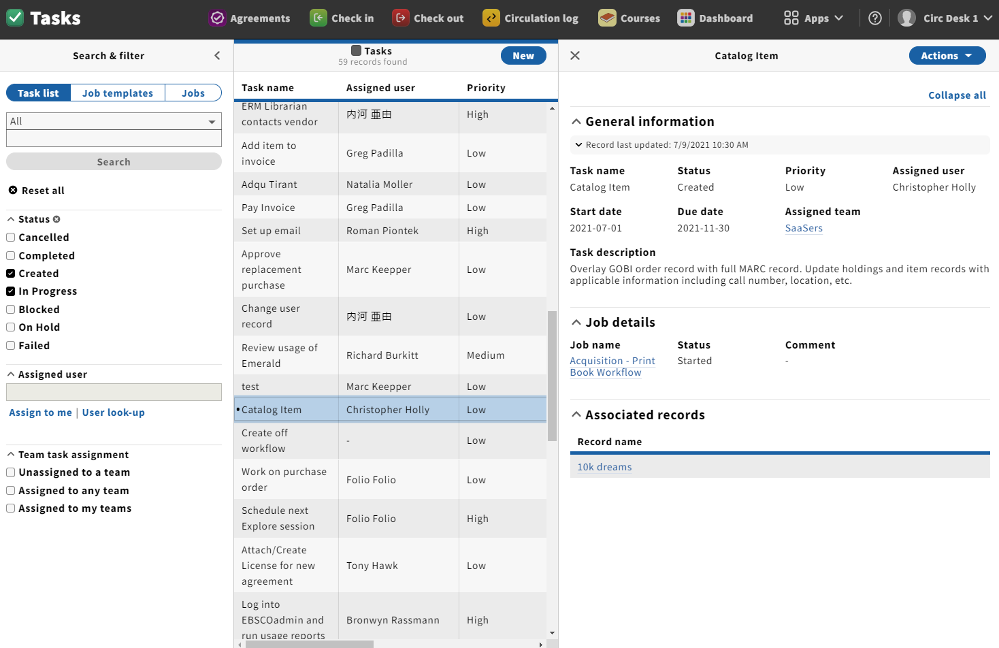 Tasks
Agreements
Check in
Check out
Circulation log
Courses
Dashboard
Apps
Circ Desk 1
Search & filter
Task list
Job templates
Jobs
All
Search
Reset all
Status
Cancelled
Completed
Created
In Progress
Blocked
On Hold
Failed
Assigned user
Assign to me | User look-up
Team task assignment
Unassigned to a team
Assigned to any team
Assigned to my teams
Tasks
59 records found
New
Task name Assigned user Priority
ERM Librarian
contacts vendor
内河 亜由
High
Add item to
invoice
Greg Padilla
Low
Adqu Tirant Natalia Moller Low
Pay Invoice Greg Padilla Low
Set up email Roman Piontek High
Approve
replacement
purchase
Marc Keepper
Low
Change user
record
内河 亜由
Low
Review usage of
Emerald
Richard Burkitt
Medium
test Marc Keepper Low
Catalog Item Christopher Holly Low
Create off
workflow
-
Low
Work on purchase
order
Folio Folio
Low
Schedule next
Explore session
Folio Folio
High
Attach/Create
License for new
agreement
Tony Hawk
Low
Log into
EBSCOadmin and
run usage reports
Bronwyn Rassmann
High
Catalog Item
Actions
Collapse all
General information
Record last updated: 7/9/2021 10:30 AM
Task name Status Priority Assigned user
Catalog Item Created Low Christopher Holly
Start date Due date Assigned team
2021-07-01 2021-11-30 SaaSers
Task description
Overlay GOBI order record with full MARC record. Update holdings and item records with
applicable information including call number, location, etc.
Job details
Job name Status Comment
Acquisition - Print
Book Workflow
Started
-
Associated records
Record name
10k dreams